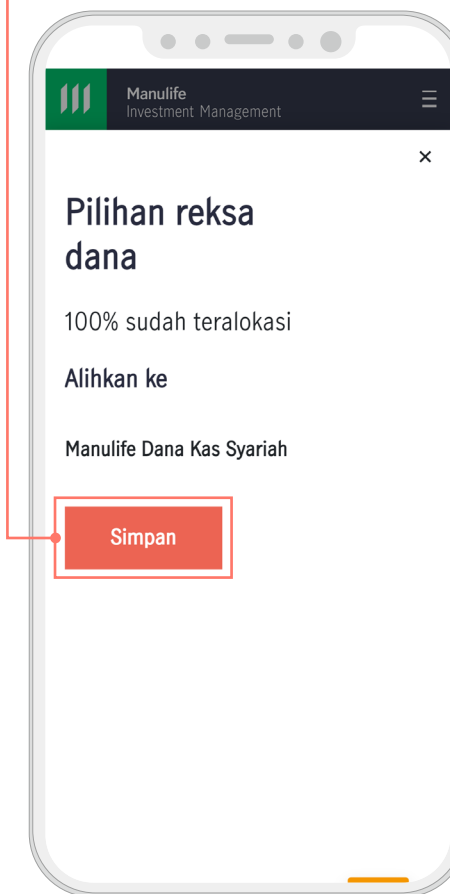 Manulife
Investment Management
Pilihan reksa
dana
100% sudah teralokasi
Alihkan ke
Manulife Dana Kas Syariah
Simpan